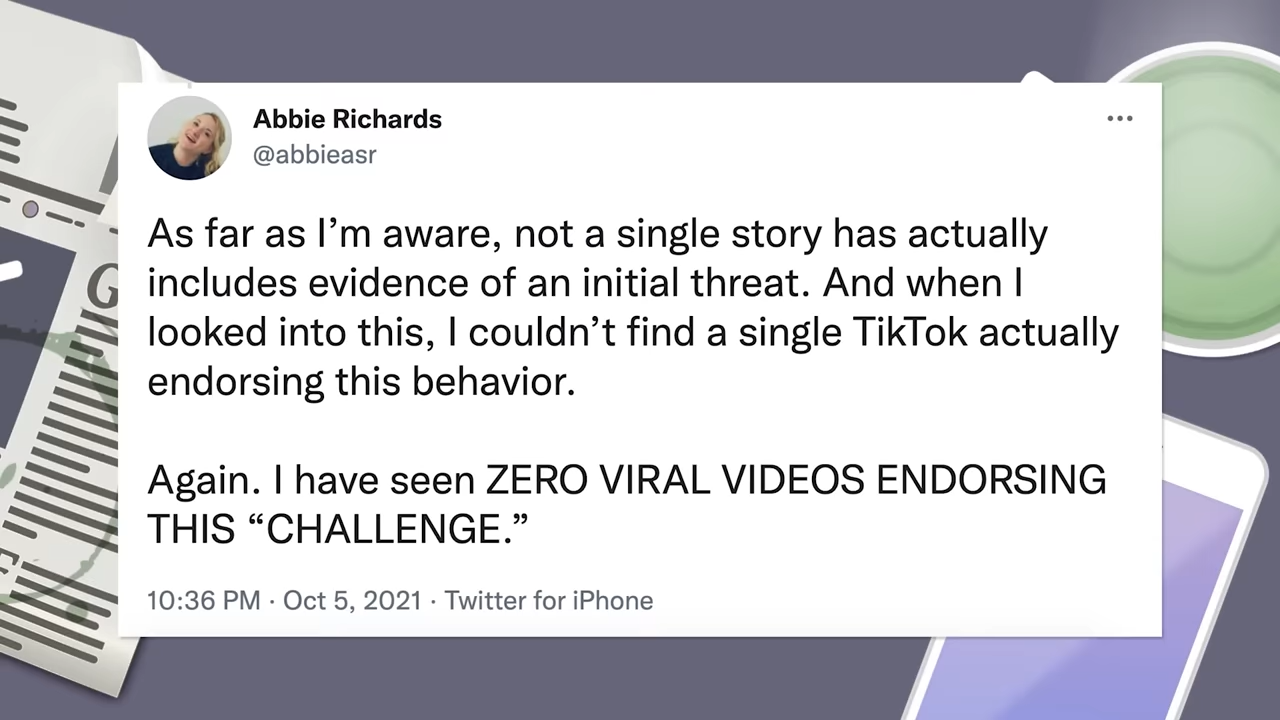 Abbie Richards
@abbieasr
As far as I’m aware, not a single story has actually
includes evidence of an initial threat. And when I
looked into this, I couldn’t find a single TikTok actually
endorsing this behavior.
Again. I have seen ZERO VIRAL VIDEOS ENDORSING
THIS “CHALLENGE.”
10:36 PM · Oct 5, 2021 · Twitter for iPhone
G